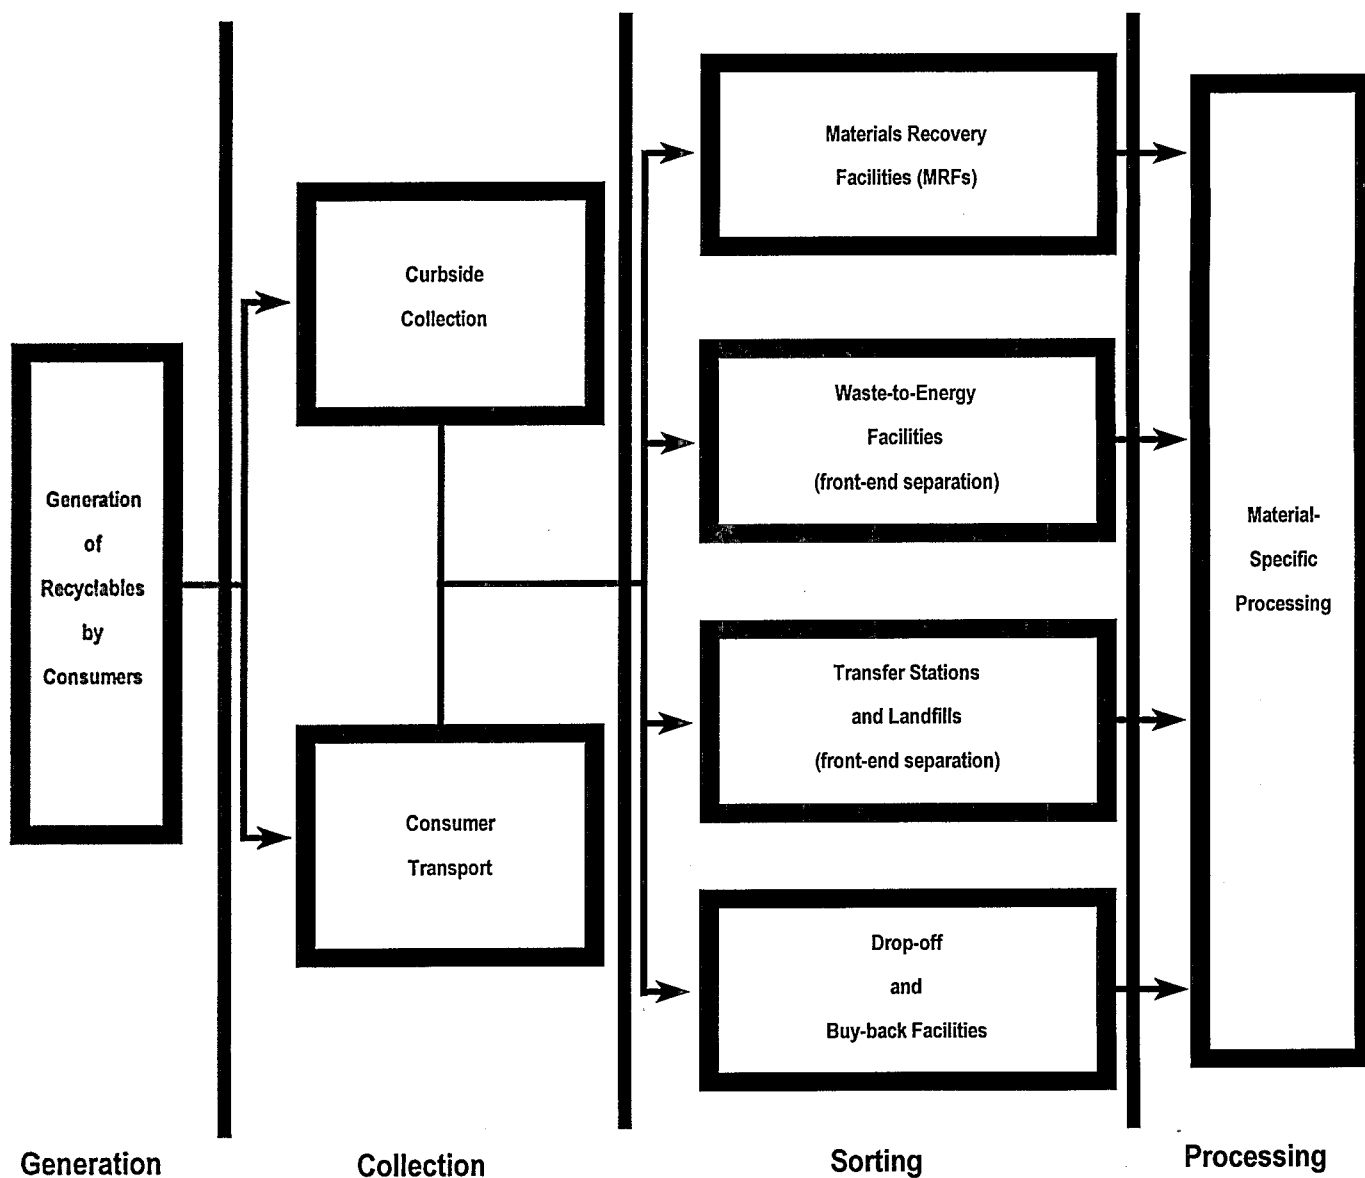 Generation
of
Recyclables
by
Consumers
Curbside
Collection
Consumer
Transport
Materials Recovery
Facilities (MRFs)
Waste-to-Energy
Facilities
(front-end separation)
Transfer Stations
and Landfills
(front-end separation)
Drop-off
and
Buy-back Facilities
Material-
Specific
Processing
Generation
Collection
Sorting
Processing